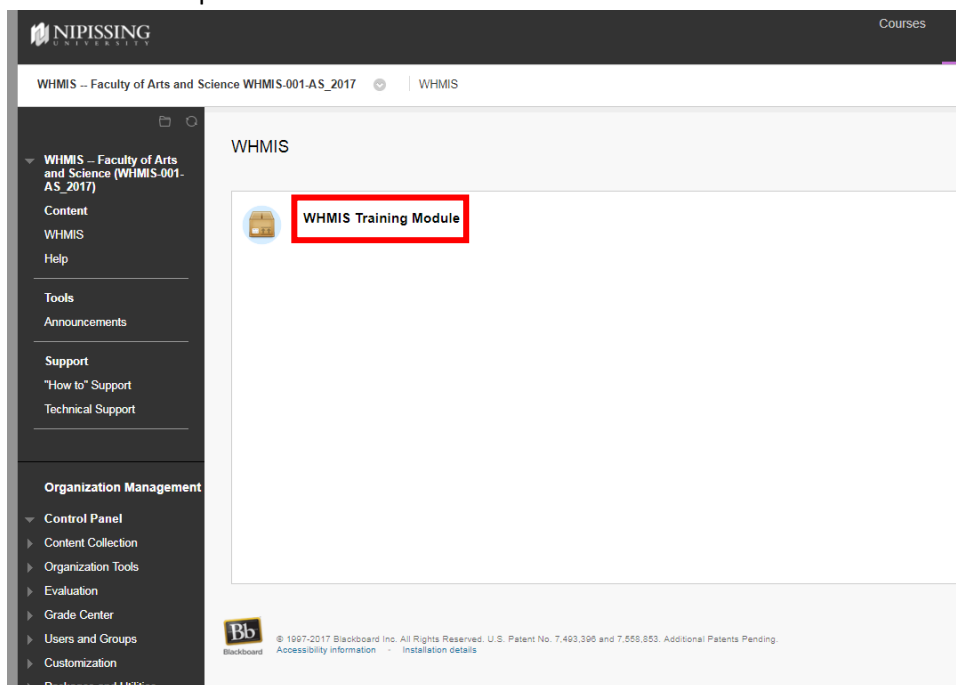 NIPISSING
UNIVERSITY
Courses
WHMIS -- Faculty of Arts and Science WHMIS-001-AS_2017
WHMIS
WHMIS -- Faculty of Arts
and Science (WHMIS-001-
AS_2017)
Content
WHMIS
Help
Tools
Announcements
Support
"How to" Support
Technical Support
Organization Management
Control Panel
Content Collection
Organization Tools
Evaluation
Grade Center
Users and Groups
Customization
WHMIS
WHMIS Training Module
Bb
Blackboard
© 1997-2017 Blackboard Inc. All Rights Reserved. U.S. Patent No. 7,493,396 and 7,558,853. Additional Patents Pending.
Accessibility information - Installation details